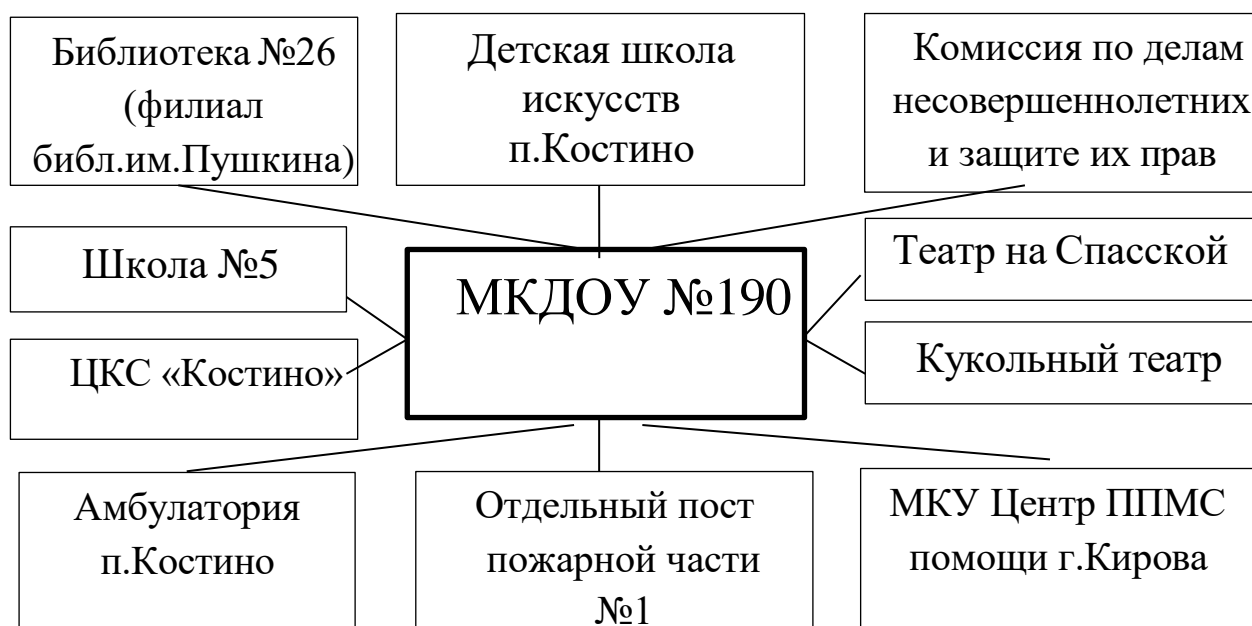 Библиотека №26
(филиал
библ.им.Пушкина)
Детская школа
искусств
п.Костино
Комиссия по делам
несовершеннолетних
и защите их прав
Школа №5
МКДОУ №190
Театр на Спасской
ЦКС «Костино»
Кукольный театр
Амбулатория
п.Костино
Отдельный пост
пожарной части
№1
МКУ Центр ППМС
помощи г.Кирова